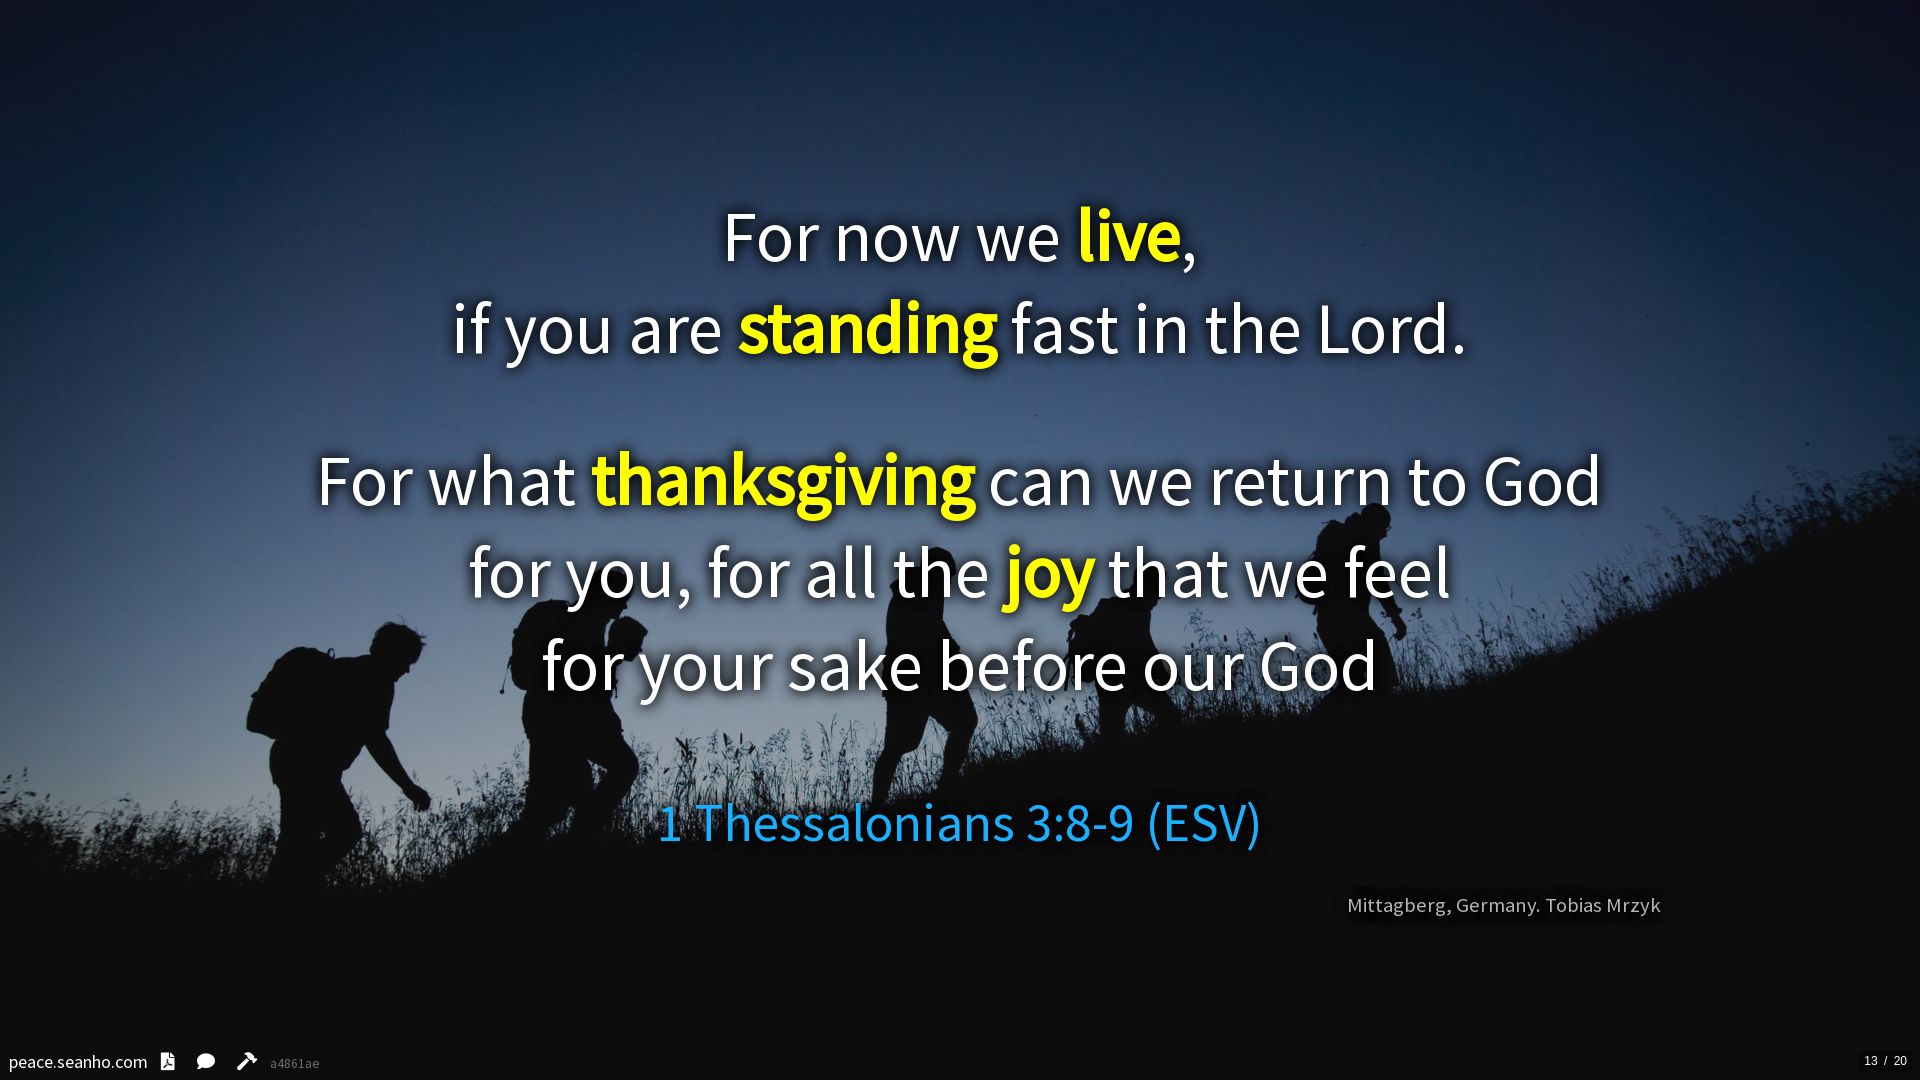 For now we live,
if you are standing fast in the Lord.
For what thanksgiving can we return to God
for you, for all the joy that we feel
for your sake before our God
1 Thessalonians 3:8-9 (ESV)
Mittagberg, Germany. Tobias Mrzyk
peace.seanho.com a4861ae
13 / 20